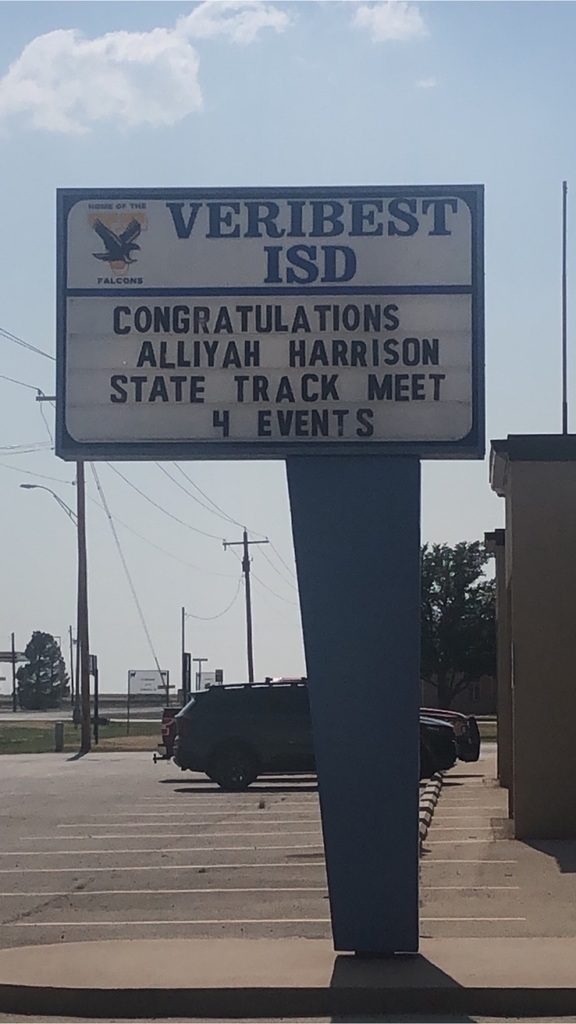 HOME OF THE
FALCONS
VERIBEST
ISD
CONGRATULATIONS
ALLIYAH HARRISON
STATE TRACK MEET
4 EVENTS